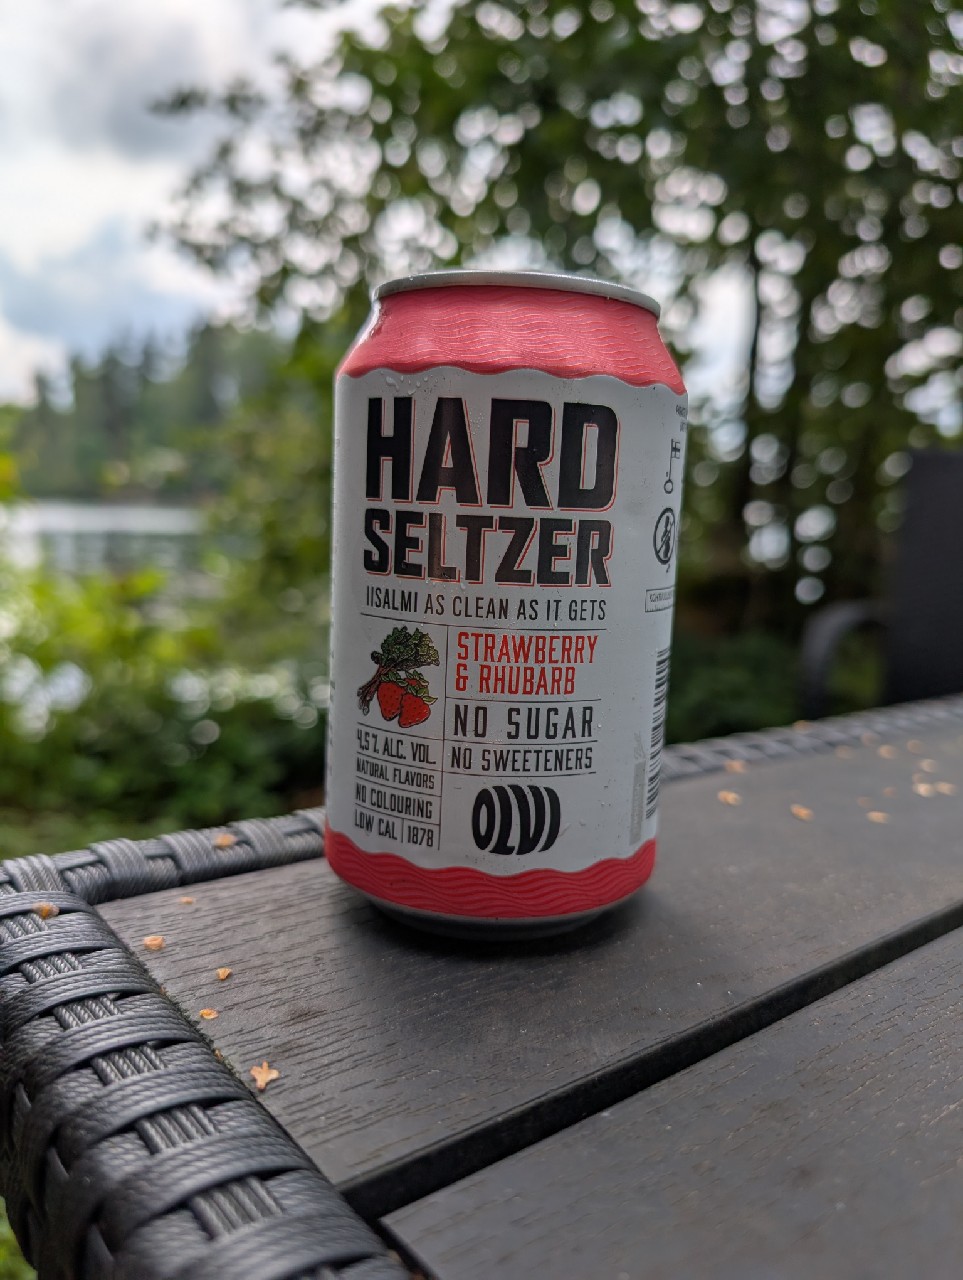 HARD
SELTZER
IISALMI AS CLEAN AS IT GETS
STRAWBERRY
& RHUBARB
NO SUGAR
NO SWEETENERS
4,5% ALC. VOL.
NATURAL FLAVORS
NO COLOURING
LOW CAL | 1878
OLVI